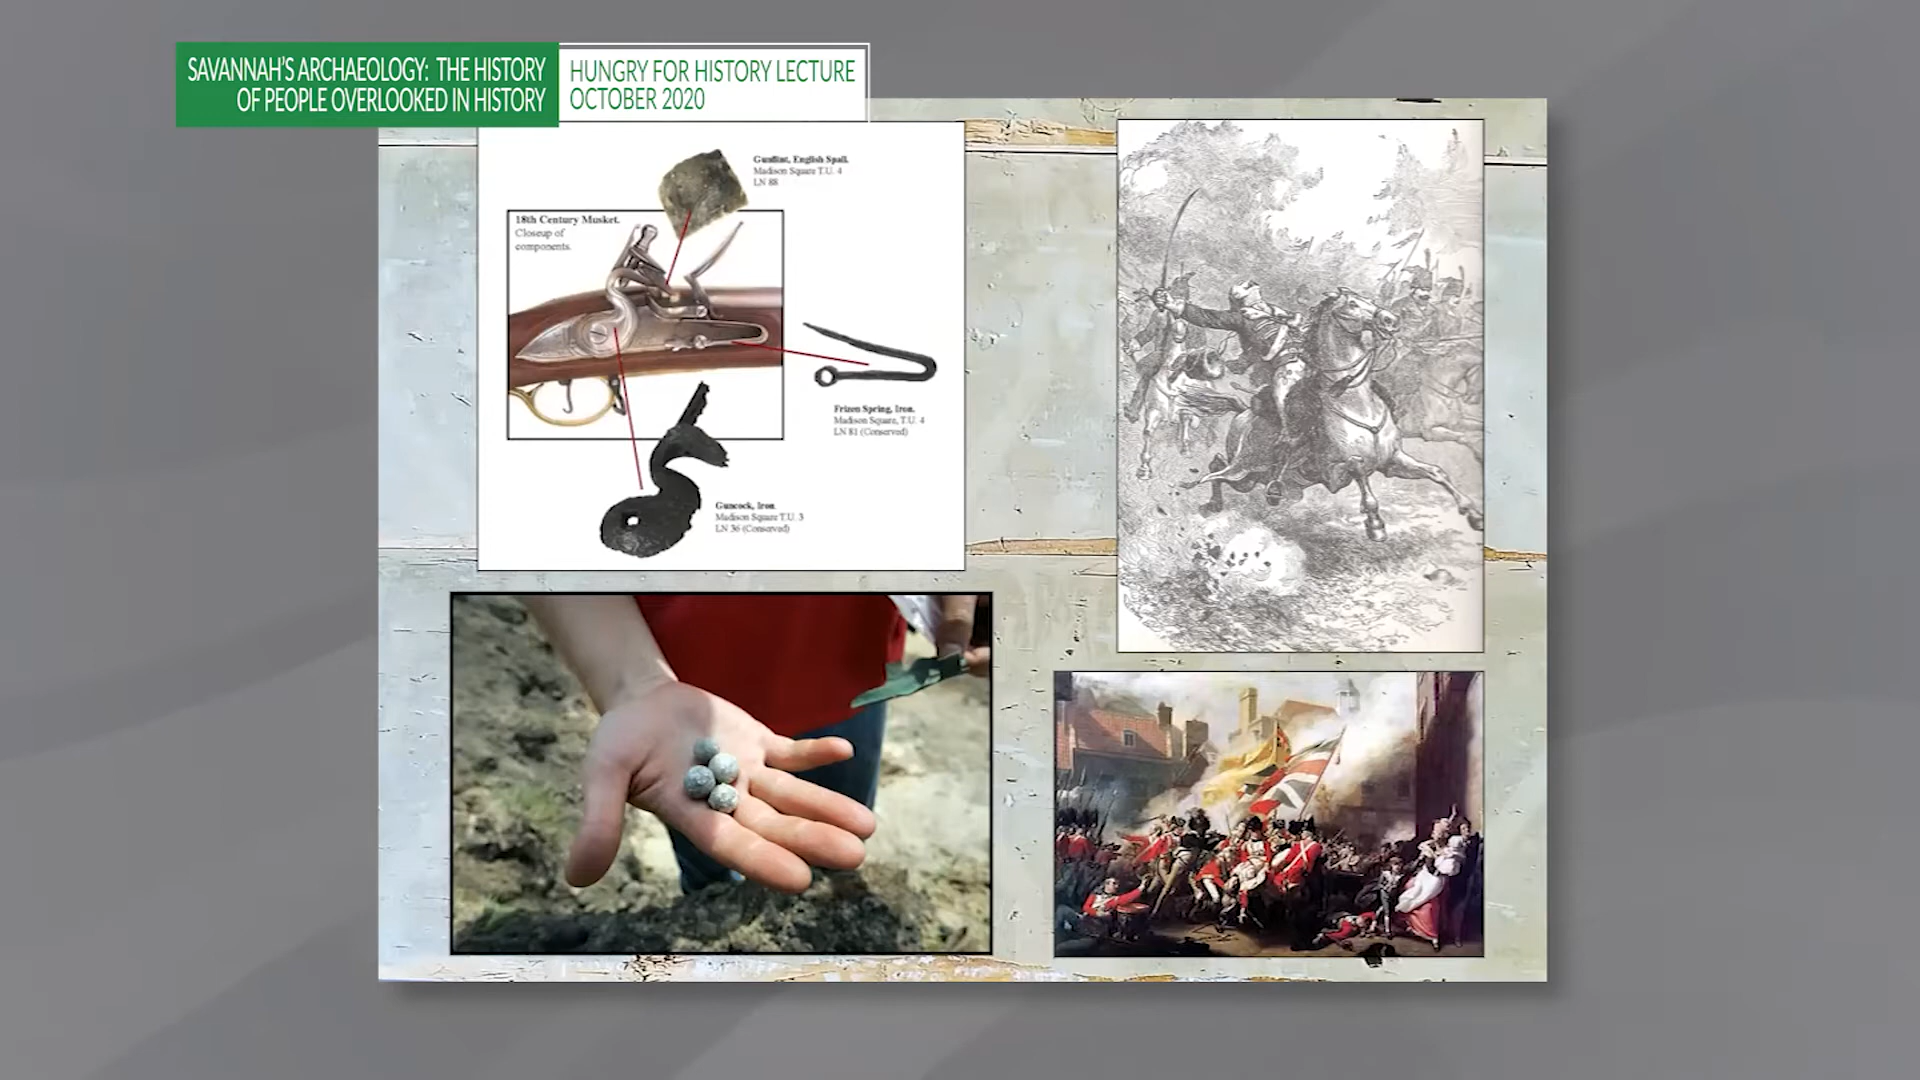 SAVANNAH'S ARCHAEOLOGY: THE HISTORY
OF PEOPLE OVERLOOKED IN HISTORY
HUNGRY FOR HISTORY LECTURE
OCTOBER 2020
Gunflint, English Spall.
Madison Square T.U. 4
LN 88
18th Century Musket.
Closeup of
components.
Frizen Spring, Iron.
Madison Square, T.U. 4
LN 81 (Conserved)
Guncock, Iron.
Madison Square T.U. 3
LN 36 (Conserved)